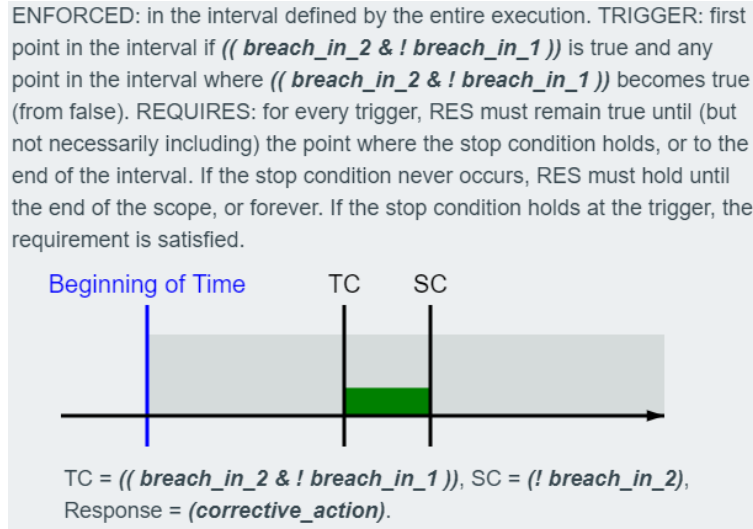 ENFORCED: in the interval defined by the entire execution. TRIGGER: first
point in the interval if (( breach_in_2 & ! breach_in_1 )) is true and any
point in the interval where (( breach_in_2 & ! breach_in_1 )) becomes true
(from false). REQUIRES: for every trigger, RES must remain true until (but
not necessarily including) the point where the stop condition holds, or to the
end of the interval. If the stop condition never occurs, RES must hold until
the end of the scope, or forever. If the stop condition holds at the trigger, the
requirement is satisfied.
Beginning of Time TC SC
TC = (( breach_in_2 & ! breach_in_1 )), SC = (! breach_in_2),
Response = (corrective_action).